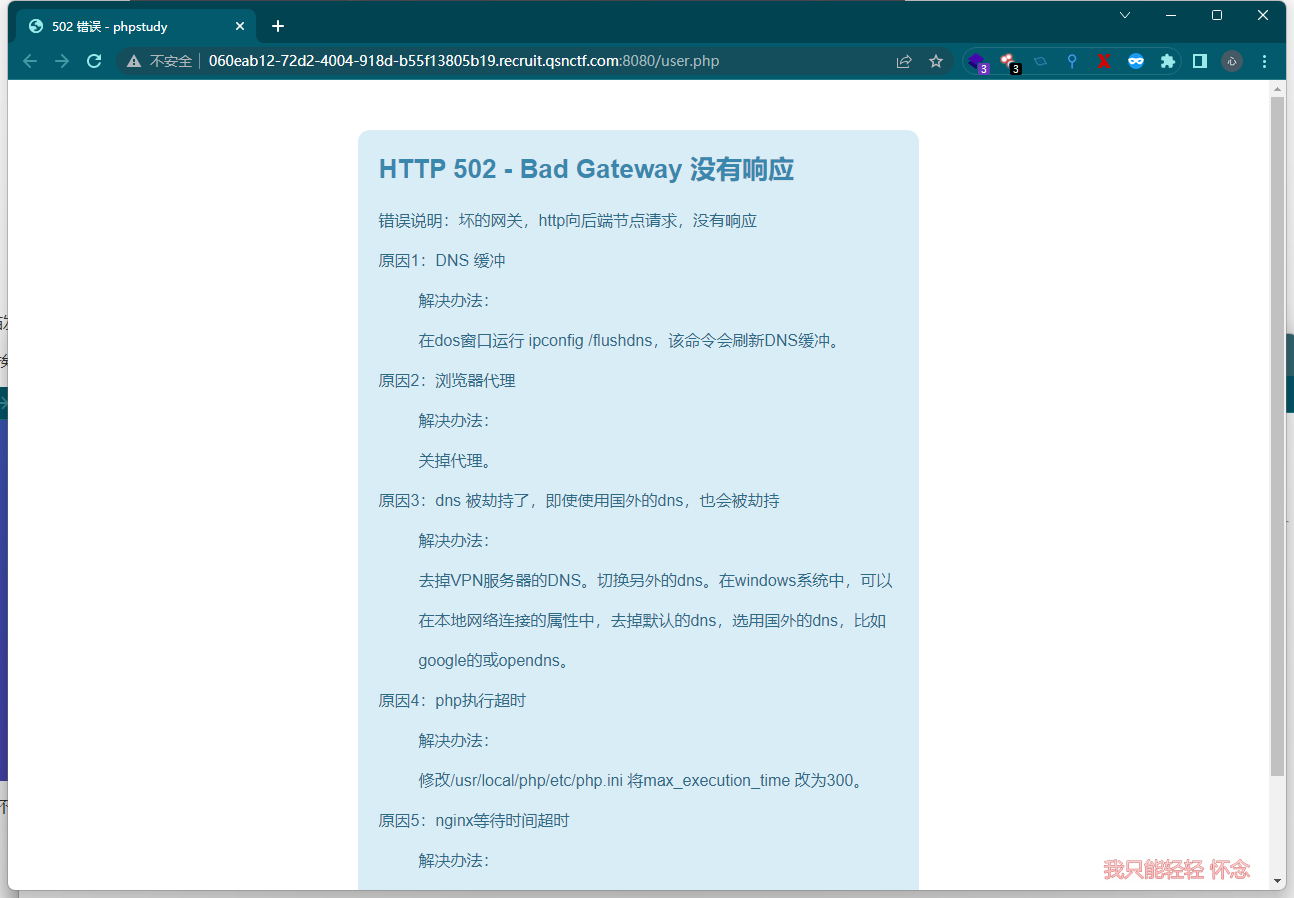 502 错误 - phpstudy
不安全 060eab12-72d2-4004-918d-b55f13805b19.recruit.qsnctf.com:8080/user.php
3
3
HTTP 502 - Bad Gateway 没有响应
错误说明：坏的网关，http向后端节点请求，没有响应
原因1：DNS 缓冲
解决办法：
在dos窗口运行 ipconfig /flushdns，该命令会刷新DNS缓冲。
原因2：浏览器代理
解决办法：
关掉代理。
原因3：dns 被劫持了，即使使用国外的dns，也会被劫持
解决办法：
去掉VPN服务器的DNS。切换另外的dns。在windows系统中，可以
在本地网络连接的属性中，去掉默认的dns，选用国外的dns，比如
google的或opendns。
原因4：php执行超时
解决办法：
修改/usr/local/php/etc/php.ini 将max_execution_time 改为300。
原因5：nginx等待时间超时
解决办法：
我只能轻轻 怀念